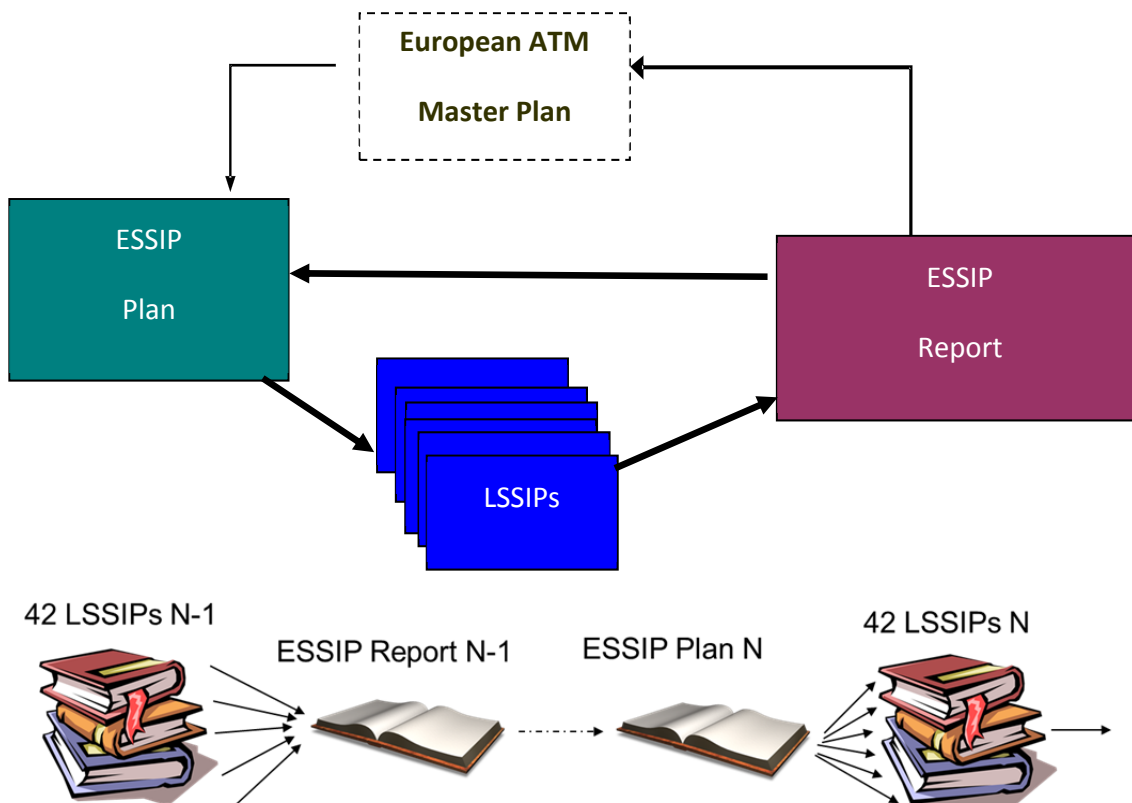 European ATM
Master Plan
ESSIP
Plan
ESSIP
Report
LSSIPs
42 LSSIPs N-1
ESSIP Report N-1
ESSIP Plan N
42 LSSIPs N